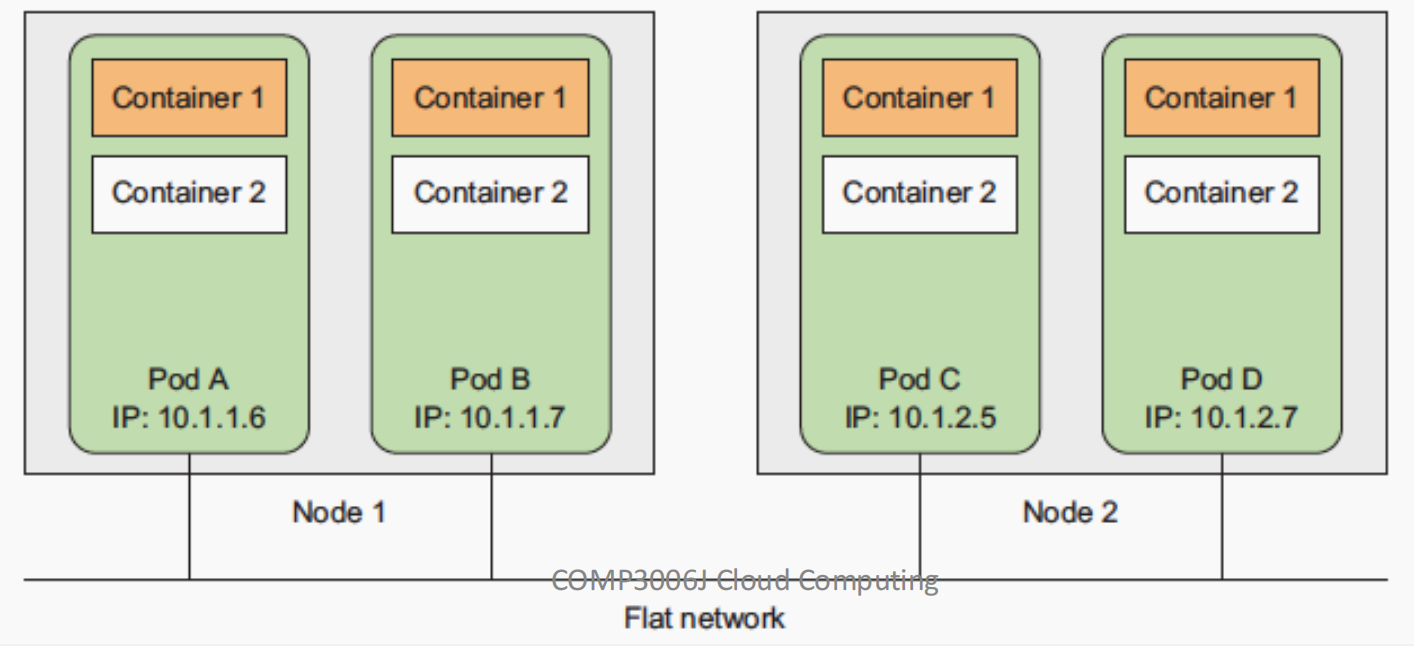 Container 1
Container 2
Pod A
IP: 10.1.1.6
Container 1
Container 2
Pod B
IP: 10.1.1.7
Node 1
Container 1
Container 2
Pod C
IP: 10.1.2.5
Container 1
Container 2
Pod D
IP: 10.1.2.7
Node 2
COMP3006J Cloud Computing
Flat network